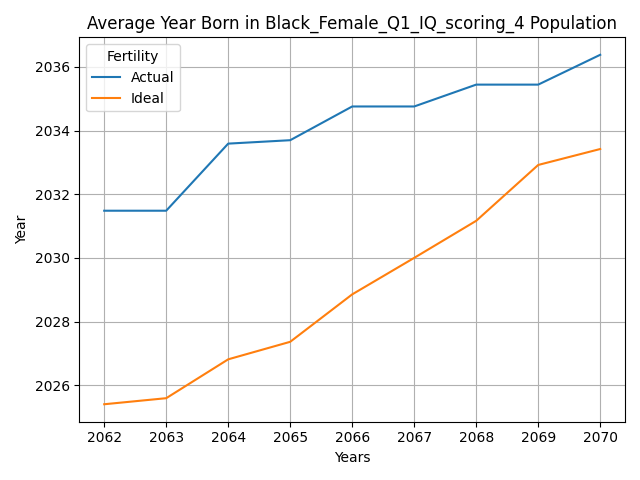 Average Year Born in Black_Female_Q1_IQ_scoring_4 Population
Fertility
Actual
Ideal
2036
2034
2032
2030
2028
2026
Year
2062 2063 2064 2065 2066 2067 2068 2069 2070
Years